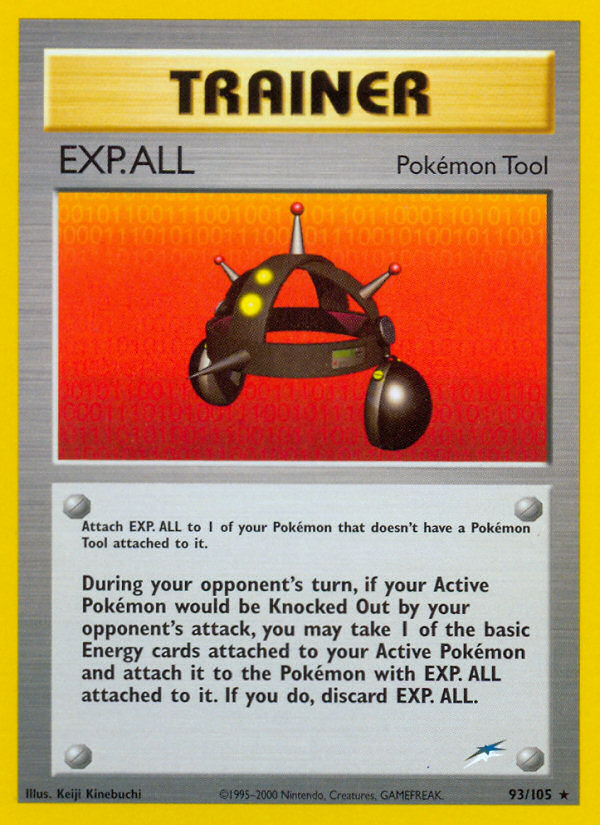 TRAINER
EXP.ALL
Pokémon Tool
Attach EXP. ALL to 1 of your Pokémon that doesn't have a Pokémon
Tool attached to it.
During your opponent's turn, if your Active
Pokémon would be Knocked Out by your
opponent's attack, you may take 1 of the basic
Energy cards attached to your Active Pokémon
and attach it to the Pokémon with EXP. ALL
attached to it. If you do, discard EXP. ALL.
Illus. Keiji Kinebuchi
©1995-2000 Nintendo, Creatures, GAMEFREAK.
93/105 ★